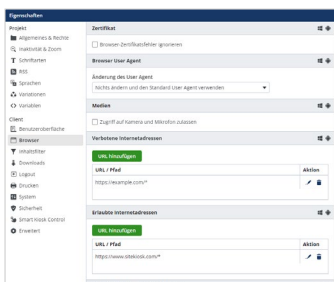 Eigenschaften
Projekt
Allgemeines & Rechte
Inaktivität & Zoom
Schriftarten
RSS
Sprachen
Variationen
Variablen
Client
Benutzeroberfläche
Browser
Inhaltsfilter
Downloads
Logout
Drucken
System
Sicherheit
Smart Kiosk Control
Erweitert
Zertifikat
Browser-Zertifikatsfehler ignorieren
Browser User Agent
Änderung des User Agent
Nichts ändern und den Standard User Agent verwenden
Medien
Zugriff auf Kamera und Mikrofon zulassen
Verbotene Internetadressen
URL hinzufügen
URL / Pfad Aktion
https://example.com/*
Erlaubte Internetadressen
URL hinzufügen
URL / Pfad Aktion
https://www.sitekiosk.com/*